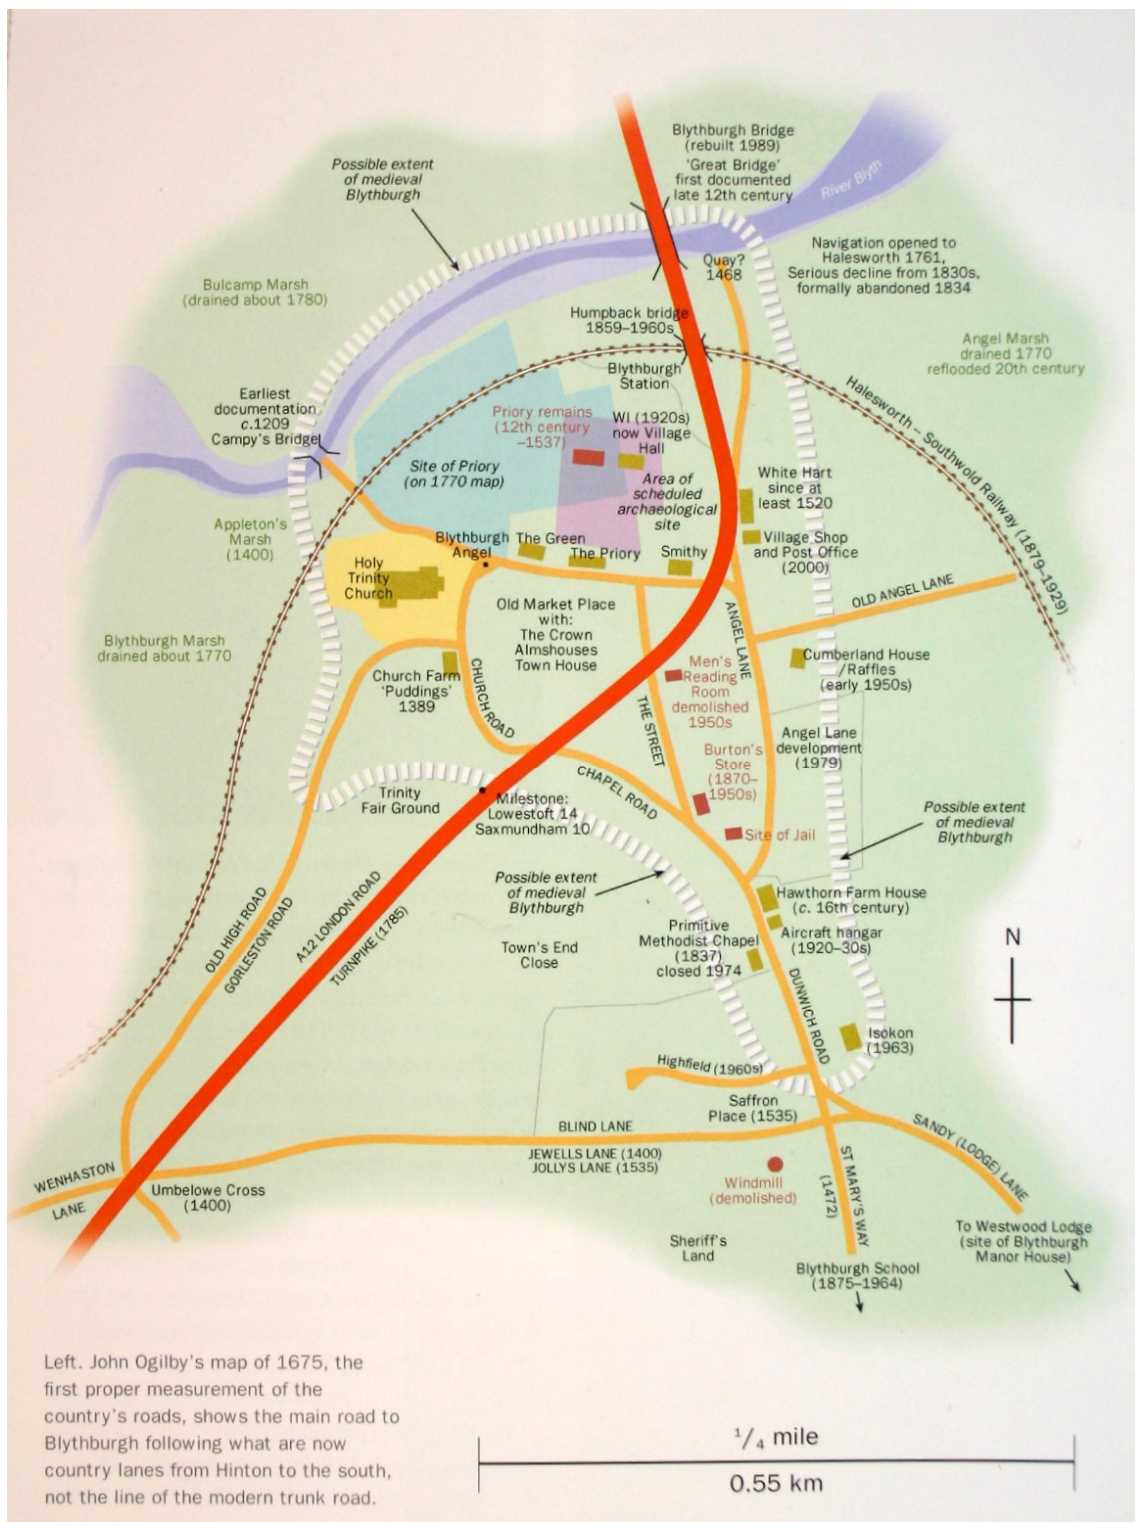 Blythburgh Bridge
(rebuilt 1989)
'Great Bridge'
first documented
late 12th century
Possible extent
of medieval
Blythburgh
River Blyth
Navigation opened to
Halesworth 1761,
Serious decline from 1830s,
formally abandoned 1834
Quay?
1468
Bulcamp Marsh
(drained about 1780)
Humpback bridge
1859–1960s
Angel Marsh
drained 1770
reflooded 20th century
Blythburgh
Station
Halesworth – Southwold Railway (1879–1929)
Earliest
documentation
c.1209
Campy's Bridge
Priory remains
(12th century
–1537)
WI (1920s)
now Village
Hall
Site of Priory
(on 1770 map)
Area of
scheduled
archaeological
site
White Hart
since at
least 1520
Appleton's
Marsh
(1400)
Blythburgh
Angel
The Green
The Priory
Smithy
Village Shop
and Post Office
(2000)
Holy
Trinity
Church
OLD ANGEL LANE
Old Market Place
with:
The Crown
Almshouses
Town House
ANGEL LANE
Blythburgh Marsh
drained about 1770
Men's
Reading
Room
demolished
1950s
Cumberland House
/Raffles
(early 1950s)
Church Farm
'Puddings'
1389
CHURCH ROAD
THE STREET
Angel Lane
development
(1979)
Burton's
Store
(1870–
1950s)
CHAPEL ROAD
Trinity
Fair Ground
Milestone:
Lowestoft 14
Saxmundham 10
Site of Jail
Possible extent
of medieval
Blythburgh
Possible extent
of medieval
Blythburgh
Hawthorn Farm House
(c. 16th century)
Aircraft hangar
(1920–30s)
OLD HIGH ROAD
GORLESTON ROAD
A12 LONDON ROAD
TURNPIKE (1785)
Town's End
Close
Primitive
Methodist Chapel
(1837)
closed 1974
N
DUNWICH ROAD
Isokon
(1963)
Highfield (1960s)
Saffron
Place (1535)
BLIND LANE
JEWELLS LANE (1400)
JOLLYS LANE (1535)
SANDY (LODGE) LANE
WENHASTON
LANE
Umbelowe Cross
(1400)
Windmill
(demolished)
ST MARY'S WAY
(1472)
Sheriff's
Land
To Westwood Lodge
(site of Blythburgh
Manor House)
Blythburgh School
(1875–1964)
Left. John Ogilby's map of 1675, the
first proper measurement of the
country's roads, shows the main road to
Blythburgh following what are now
country lanes from Hinton to the south,
not the line of the modern trunk road.
1/4 mile
0.55 km